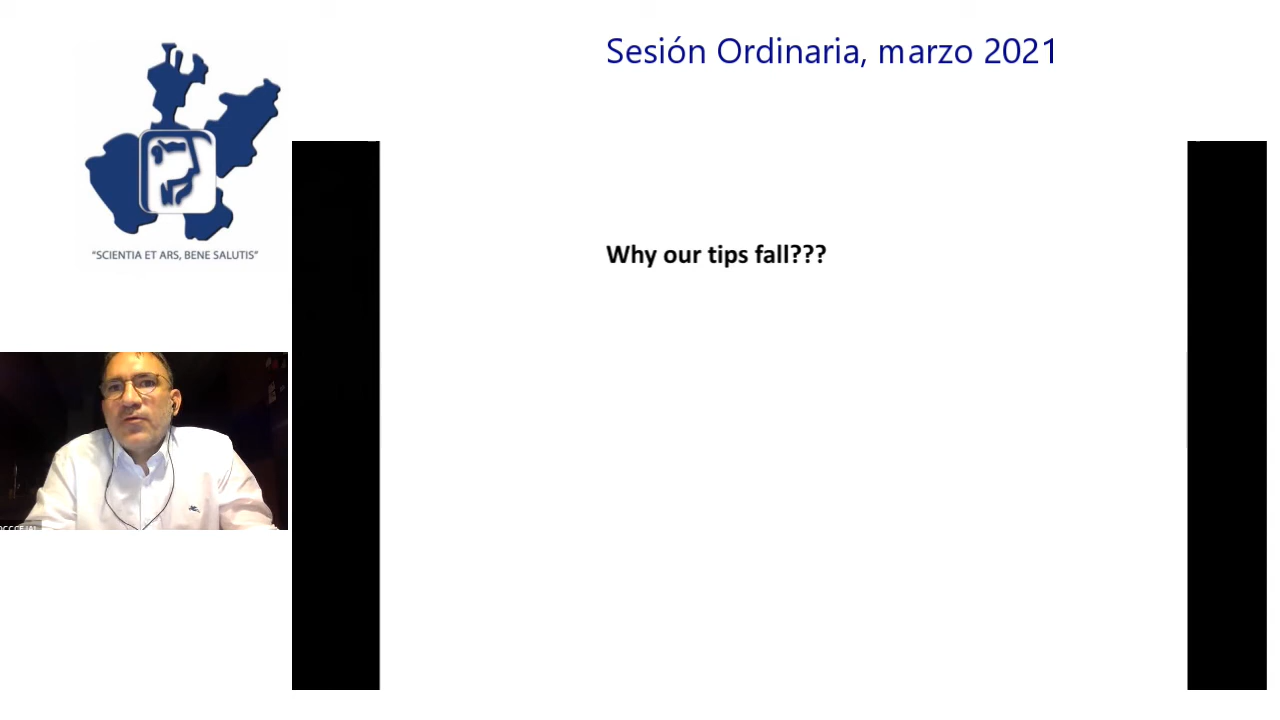 Sesión Ordinaria, marzo 2021
"SCIENTIA ET ARS, BENE SALUTIS"
Why our tips fall???